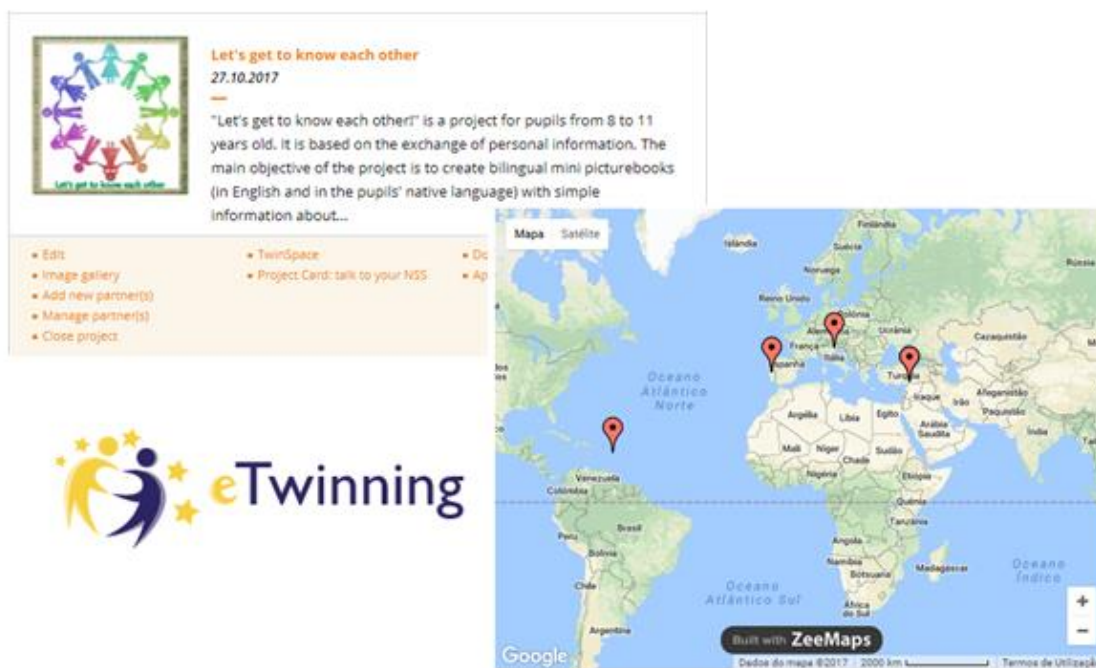 Let's get to know each other
27.10.2017
"Let's get to know each other!" is a project for pupils from 8 to 11
years old. It is based on the exchange of personal information. The
main objective of the project is to create bilingual mini picturebooks
(in English and in the pupils' native language) with simple
information about...
Let's get to know each other
Edit
Image gallery
Add new partner(s)
Manage partner(s)
Close project
TwinSpace
Project Card: talk to your NSS
Do
Ap
eTwinning
Mapa Satélite
Islândia
Finlândia
Suécia
Noruega
Rússia
Reino Unido
Polónia
Ucrânia
França
Itália
Cazaquistão
Oceano
Atlântico
Norte
Iraque
Irão
Afeganistão
Paquistão
Argélia
Líbia
Egito
Arábia
Saudita
Índia
Mali
Níger
Chade
Sudão
Nigéria
Etiópia
Venezuela
Colômbia
Quénia
Tanzânia
Brasil
Peru
Bolívia
Angola
Namíbia
Botsuana
Madagáscar
Chile
Oceano
Atlântico Sul
Oceano
Índico
África
do Sul
Argentina
Built with ZeeMaps
Google
Dados do mapa ©2017
2000 km
Termos de Utilizaçã